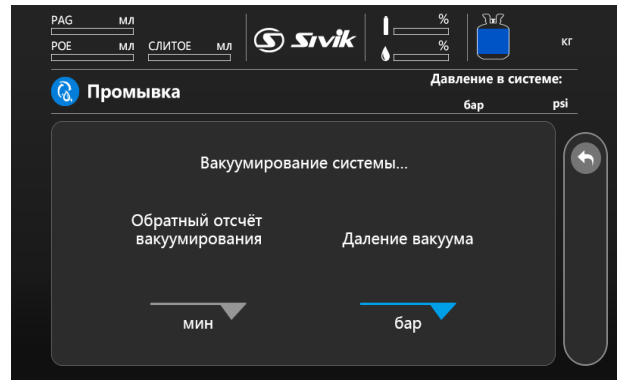 PAG мл
POE мл СЛИТОЕ мл
Sıvik
%
%
кг
Промывка
Давление в системе:
бар psi
Вакуумирование системы...
Обратный отсчёт
вакуумирования
Даление вакуума
мин
бар